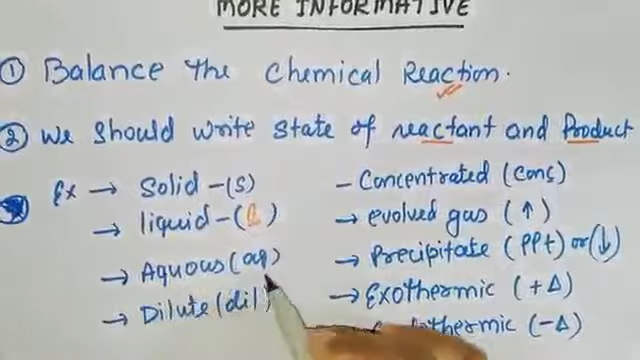 MORE INFORMATIVE
① Balance the Chemical Reaction.
② We should write state of reactant and Product
Ex → Solid -(S)
→ liquid -(l)
→ Aquous (aq)
→ Dilute (dil)
- Concentrated (Conc)
→ evolved gas (↑)
→ Precipitate (PPt) or (↓)
→ Exothermic (+Δ)
thermic (-Δ)